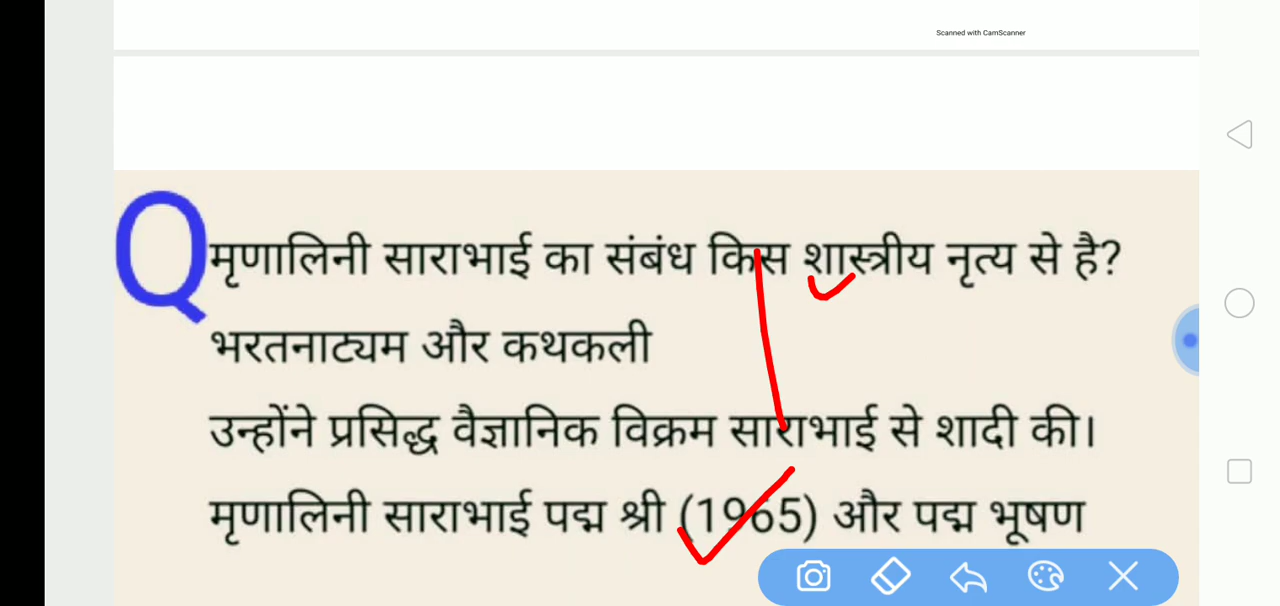 Scanned with CamScanner
Q मृणालिनी साराभाई का संबंध किस शास्त्रीय नृत्य से है?
भरतनाट्यम और कथकली
उन्होंने प्रसिद्ध वैज्ञानिक विक्रम साराभाई से शादी की।
मृणालिनी साराभाई पद्म श्री (1965) और पद्म भूषण